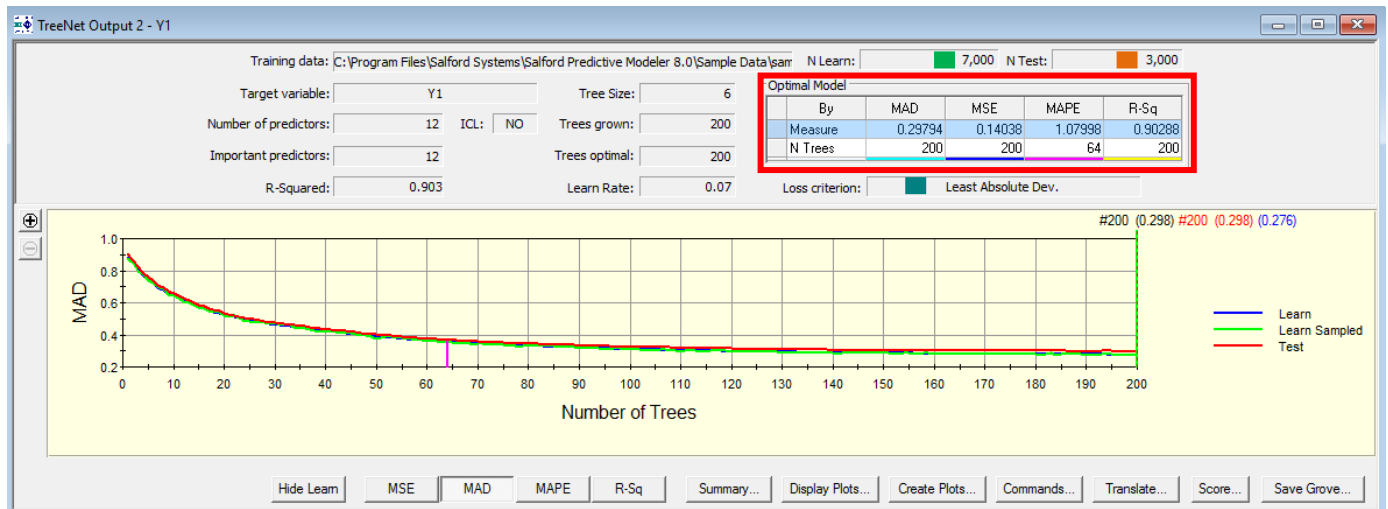 TreeNet Output 2 - Y1
Training data: C:\Program Files\Salford Systems\Salford Predictive Modeler 8.0\Sample Data\sam N Learn: 7,000 N Test: 3,000
Target variable: Y1 Tree Size: 6
Number of predictors: 12 ICL: NO Trees grown: 200
Important predictors: 12 Trees optimal: 200
R-Squared: 0.903 Learn Rate: 0.07 Loss criterion: Least Absolute Dev.
Optimal Model
By MAD MSE MAPE R-Sq
Measure 0.29794 0.14038 1.07998 0.90288
N Trees 200 200 64 200
#200 (0.298) #200 (0.298) (0.276)
MAD
1.0
0.8
0.6
0.4
0.2
0 10 20 30 40 50 60 70 80 90 100 110 120 130 140 150 160 170 180 190 200
Number of Trees
Learn
Learn Sampled
Test
Hide Learn MSE MAD MAPE R-Sq Summary... Display Plots... Create Plots... Commands... Translate... Score... Save Grove...